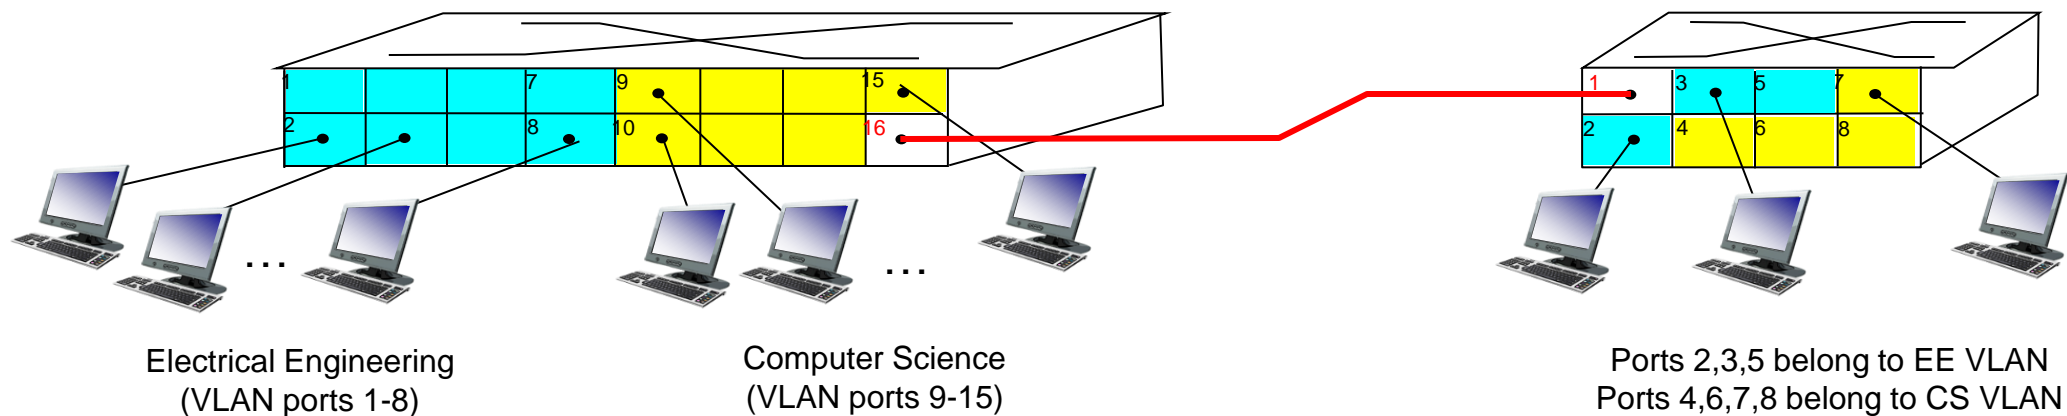 1 7 9 15
2 8 10 16
1 3 5 7
2 4 6 8
... ...
Electrical Engineering
(VLAN ports 1-8)
Computer Science
(VLAN ports 9-15)
Ports 2,3,5 belong to EE VLAN
Ports 4,6,7,8 belong to CS VLAN